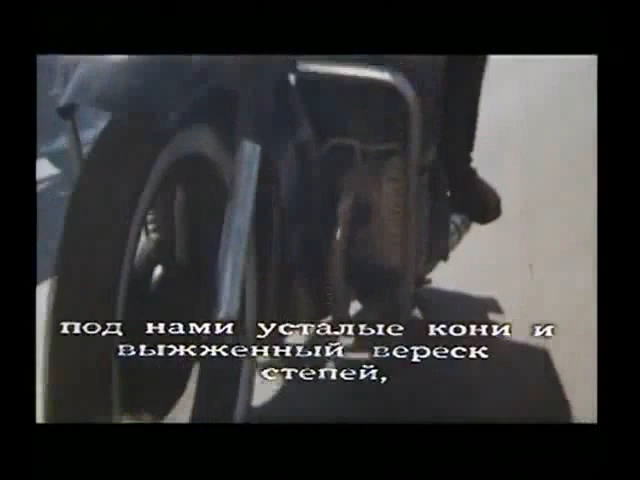 под нами усталые кони и
выжженный вереск
степей,